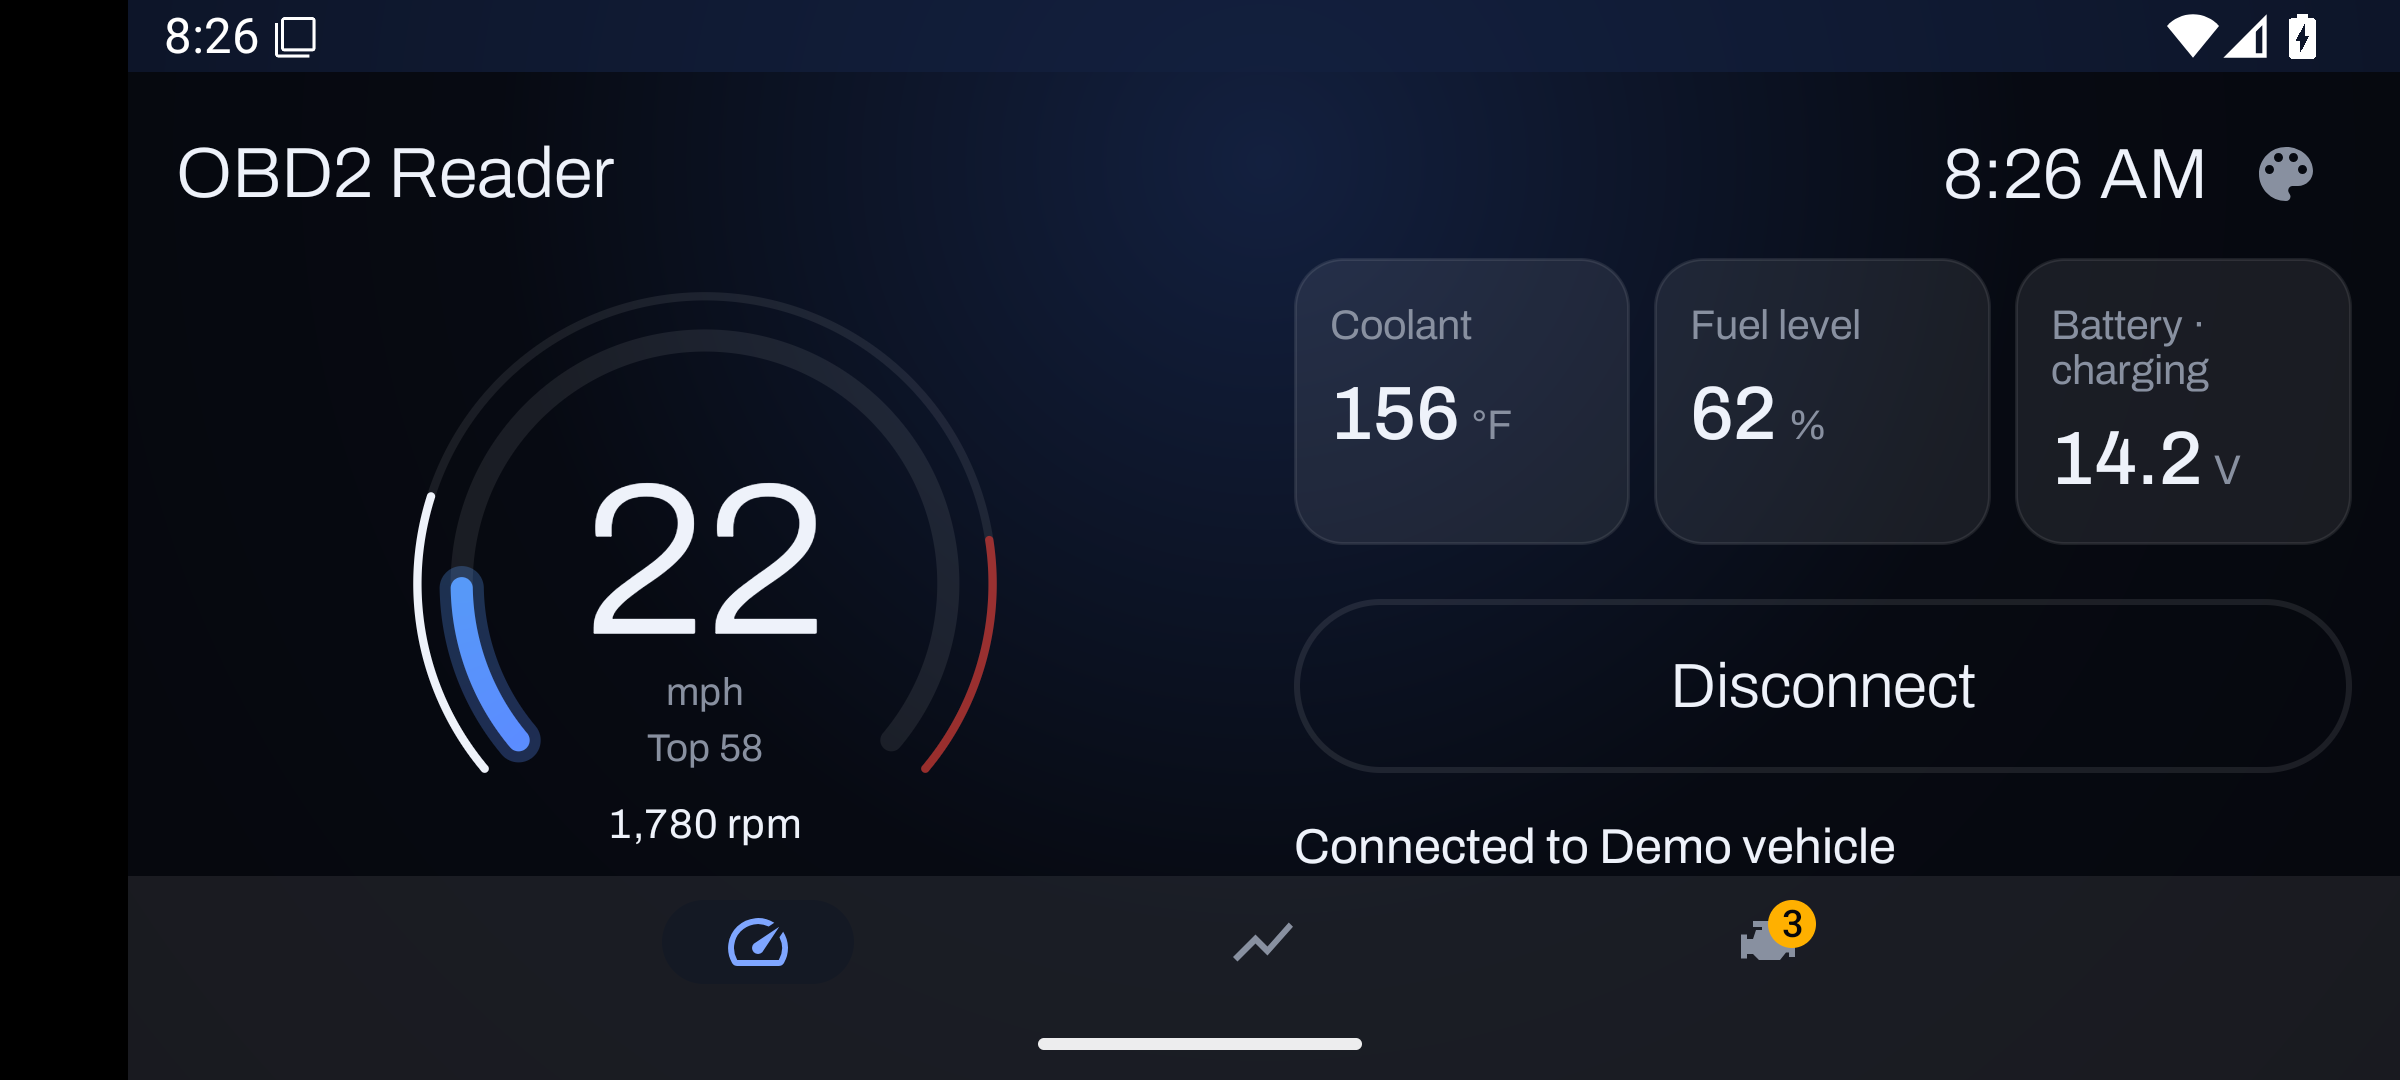 8:26
OBD2 Reader
8:26 AM
22
mph
Top 58
1,780 rpm
Coolant
156 °F
Fuel level
62 %
Battery ·
charging
14.2 V
Disconnect
Connected to Demo vehicle
3